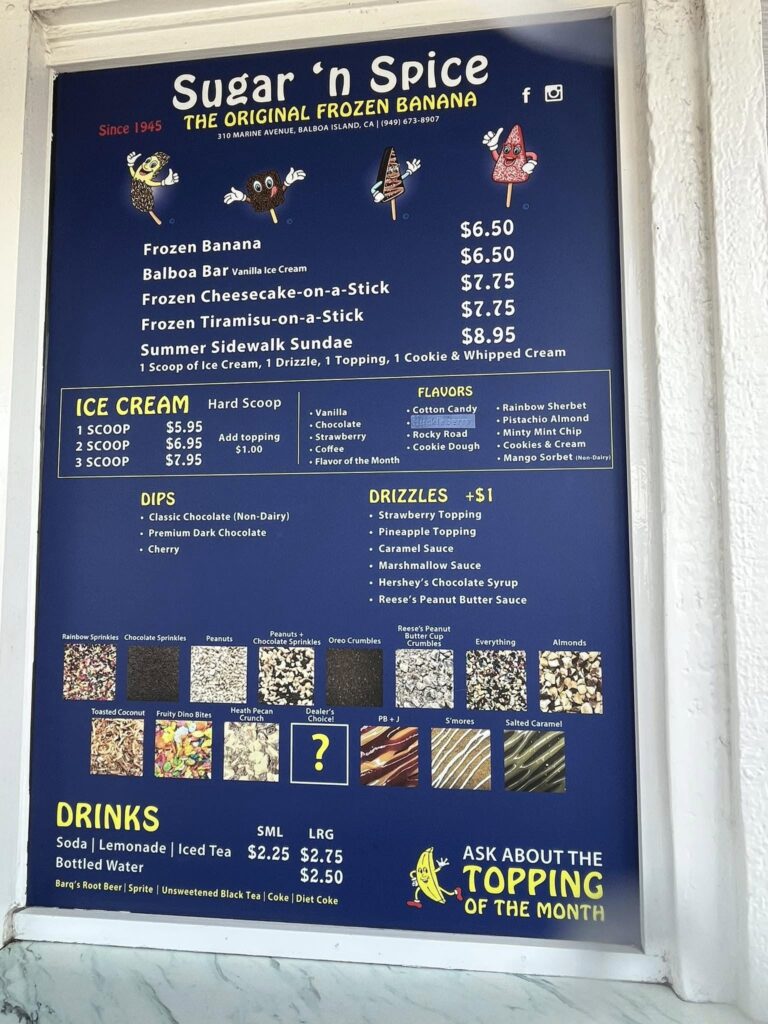 Sugar 'n Spice
THE ORIGINAL FROZEN BANANA
Since 1945
310 MARINE AVENUE, BALBOA ISLAND, CA | (949) 673-8907
f
Frozen Banana $6.50
Balboa Bar Vanilla Ice Cream $6.50
Frozen Cheesecake-on-a-Stick $7.75
Frozen Tiramisu-on-a-Stick $7.75
Summer Sidewalk Sundae $8.95
1 Scoop of Ice Cream, 1 Drizzle, 1 Topping, 1 Cookie & Whipped Cream
ICE CREAM Hard Scoop
1 SCOOP $5.95
2 SCOOP $6.95
3 SCOOP $7.95
Add topping
$1.00
FLAVORS
• Vanilla
• Chocolate
• Strawberry
• Coffee
• Flavor of the Month
• Cotton Candy
• Rocky Road
• Cookie Dough
• Rainbow Sherbet
• Pistachio Almond
• Minty Mint Chip
• Cookies & Cream
• Mango Sorbet (Non-Dairy)
DIPS
• Classic Chocolate (Non-Dairy)
• Premium Dark Chocolate
• Cherry
DRIZZLES +$1
• Strawberry Topping
• Pineapple Topping
• Caramel Sauce
• Marshmallow Sauce
• Hershey's Chocolate Syrup
• Reese's Peanut Butter Sauce
Rainbow Sprinkles
Chocolate Sprinkles
Peanuts
Peanuts +
Chocolate Sprinkles
Oreo Crumbles
Reese's Peanut
Butter Cup
Crumbles
Everything
Almonds
Toasted Coconut
Fruity Dino Bites
Heath Pecan
Crunch
Dealer's
Choice!
?
PB + J
S'mores
Salted Caramel
DRINKS
SML LRG
Soda | Lemonade | Iced Tea $2.25 $2.75
Bottled Water $2.50
Barq's Root Beer | Sprite | Unsweetened Black Tea | Coke | Diet Coke
ASK ABOUT THE
TOPPING
OF THE MONTH